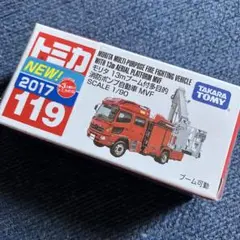 トミカ
MORITA MULTI-PURPOSE FIRE FIGHTING VEHICLE
WITH 13m AERIAL PLATFORM MVF
モリタ 13mブーム付多目的
消防ポンプ自動車 MVF
SCALE 1/90
TAKARA
TOMY
NEW!
2017
119
ブーム可動